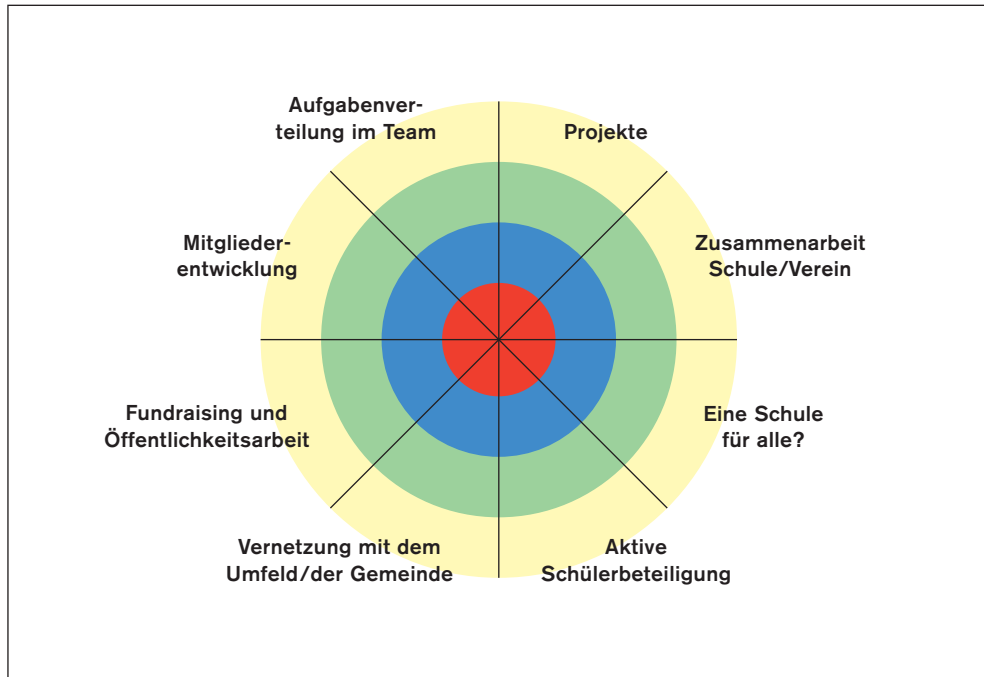 Aufgabenver-
teilung im Team
Projekte
Mitglieder-
entwicklung
Zusammenarbeit
Schule/Verein
Fundraising und
Öffentlichkeitsarbeit
Eine Schule
für alle?
Vernetzung mit dem
Umfeld/der Gemeinde
Aktive
Schülerbeteiligung